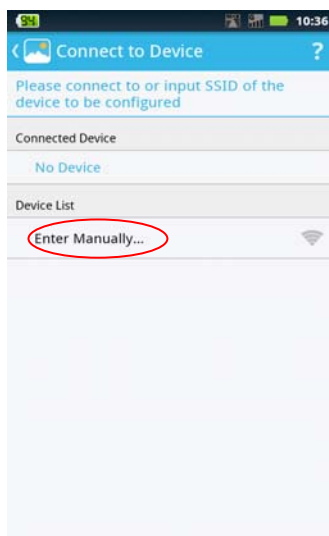 94 10:36
Connect to Device ?
Please connect to or input SSID of the
device to be configured
Connected Device
No Device
Device List
Enter Manually...